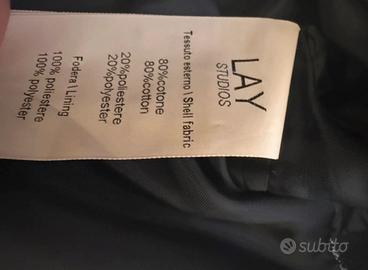 LAY
STUDIOS
Tessuto esterno \ Shell fabric
80%cotone
80%cotton
20%poliestere
20%polyester
Fodera \ Lining
100% poliestere
100% polyester
subito